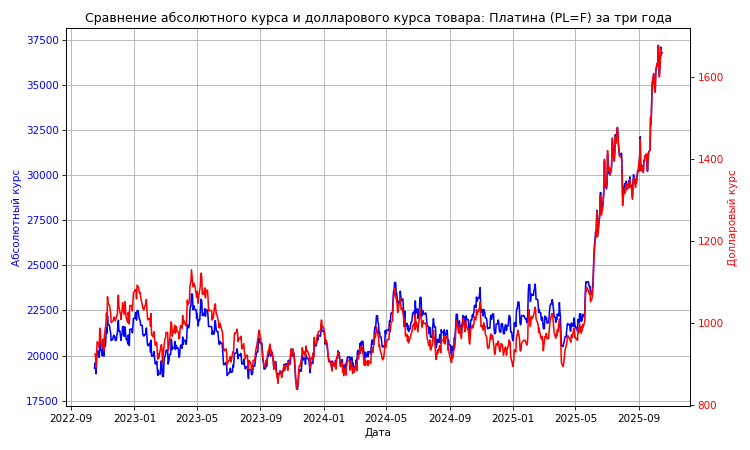 Сравнение абсолютного курса и долларового курса товара: Платина (PL=F) за три года
37500
35000
32500
30000
27500
25000
22500
20000
17500
Абсолютный курс
1600
1400
1200
1000
800
Долларовый курс
2022-09 2023-01 2023-05 2023-09 2024-01 2024-05 2024-09 2025-01 2025-05 2025-09
Дата